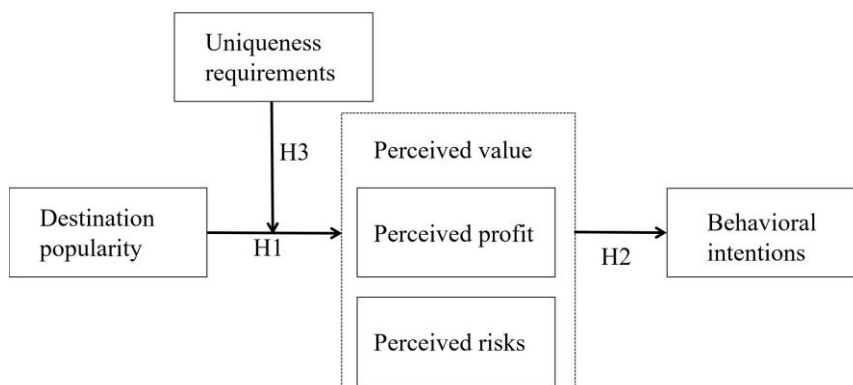 Uniqueness
requirements
H3
Perceived value
Destination
popularity
H1
Perceived profit
H2
Behavioral
intentions
Perceived risks